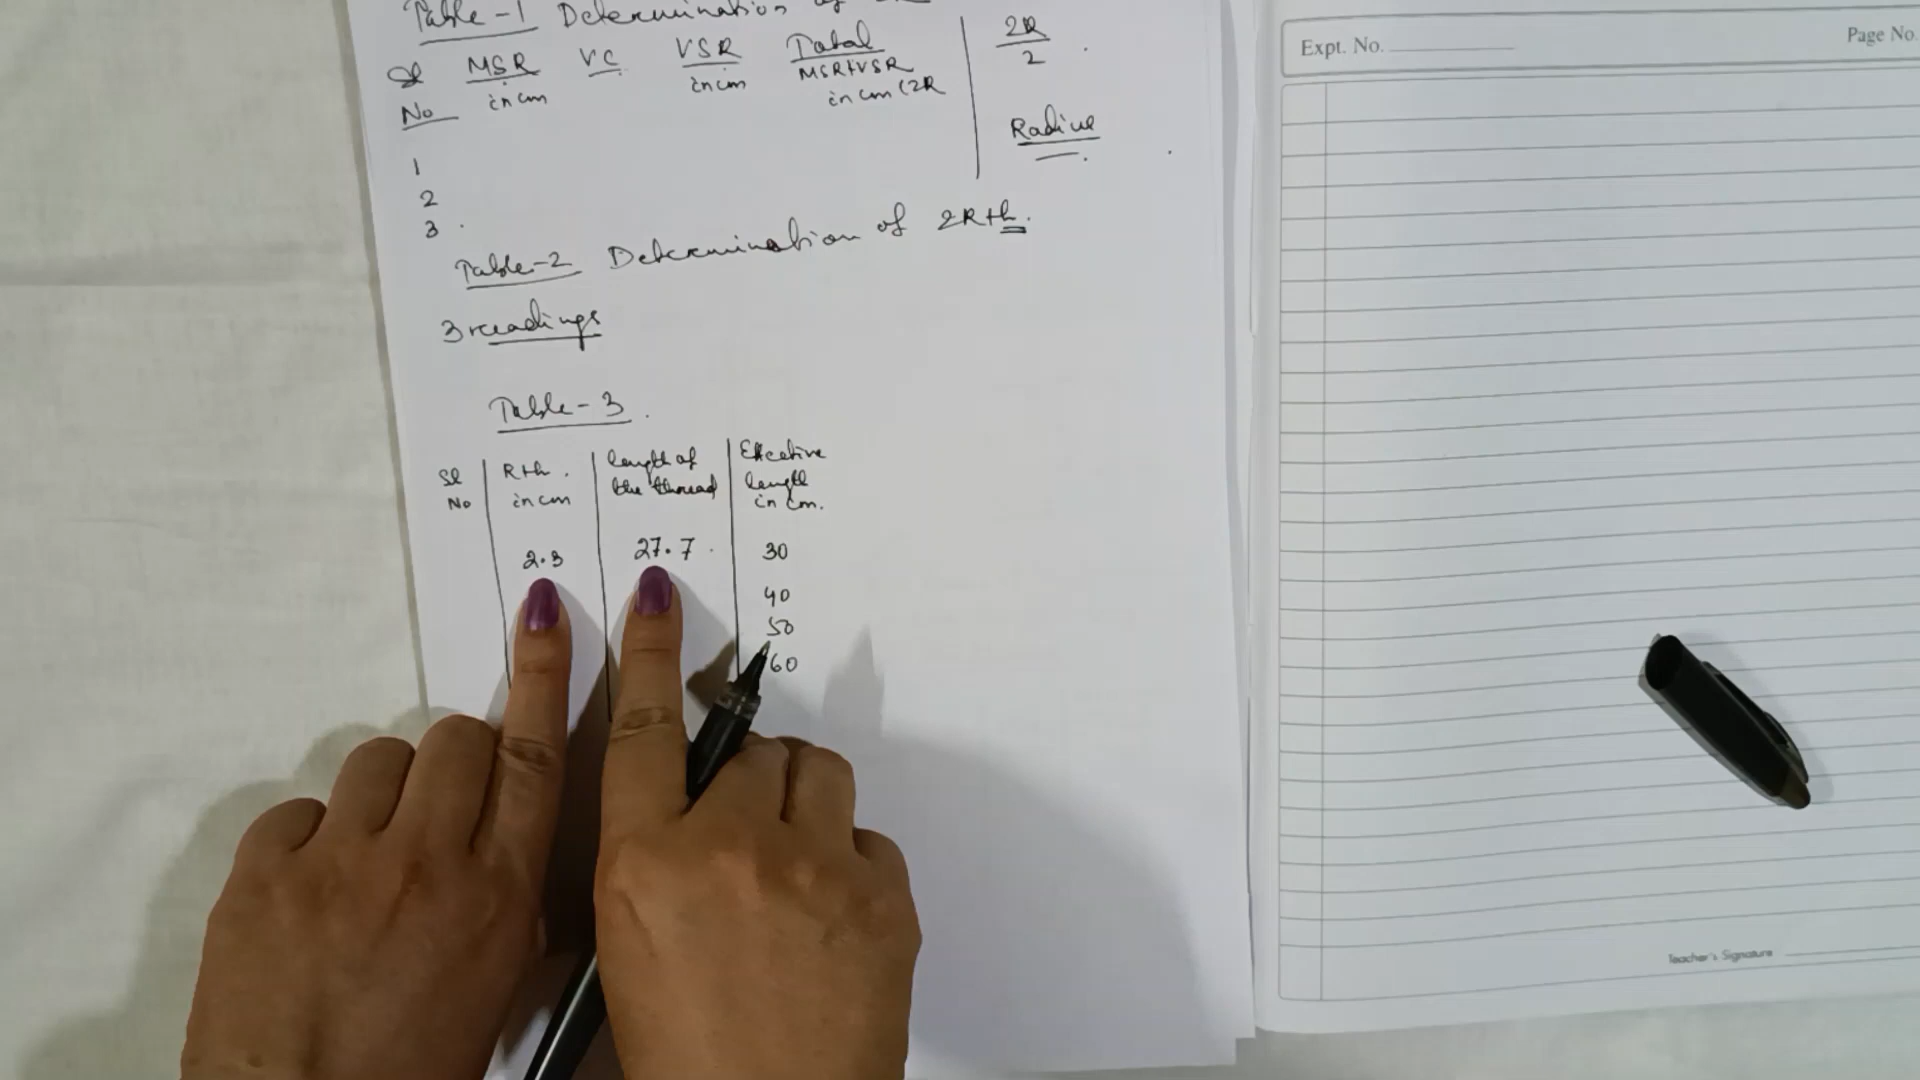 Table-1 Determination of
Sl No MSR in cm VC VSR in cm Total MSR+VSR in cm (2R 2R/2 Radius
1
2
3.
Table-2 Determination of 2R+h.
3 readings
Table-3.
Sl No R+h. in cm length of the thread Effective length in cm.
2.3 27.7 30
40
50
60
Expt. No.
Page No.
Teacher's Signature